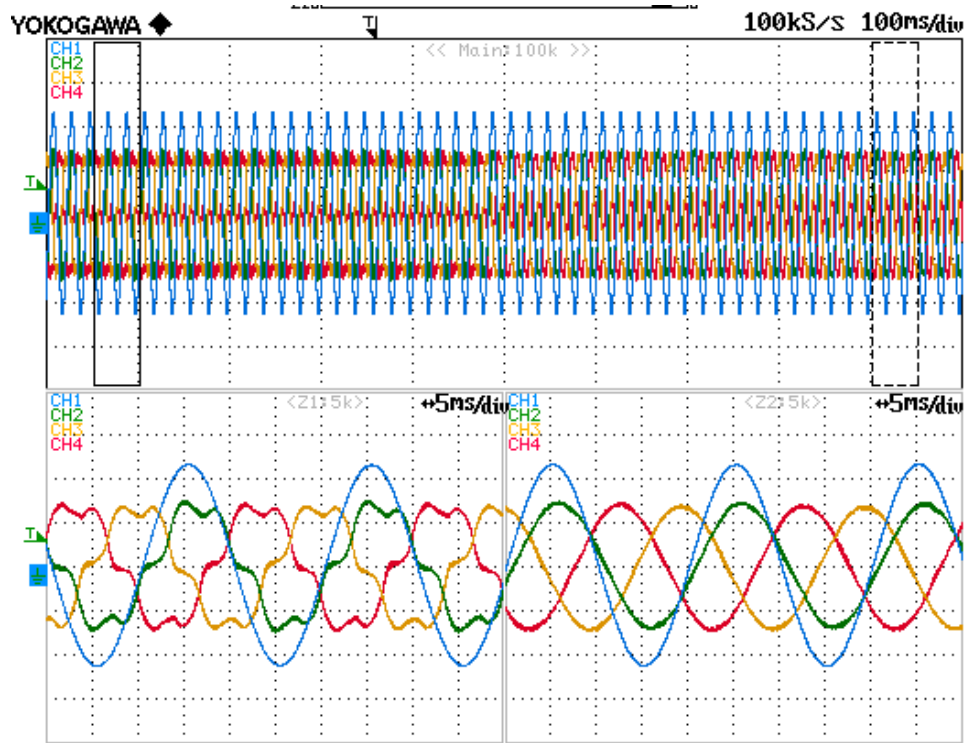 YOKOGAWA ◆ T 100kS/s 100ms/div
CH1 << Main:100k >>
CH2
CH3
CH4
T
CH1 <Z1:5k> ↔5ms/div
CH2
CH3
CH4
T
CH1 <Z2:5k> ↔5ms/div
CH2
CH3
CH4